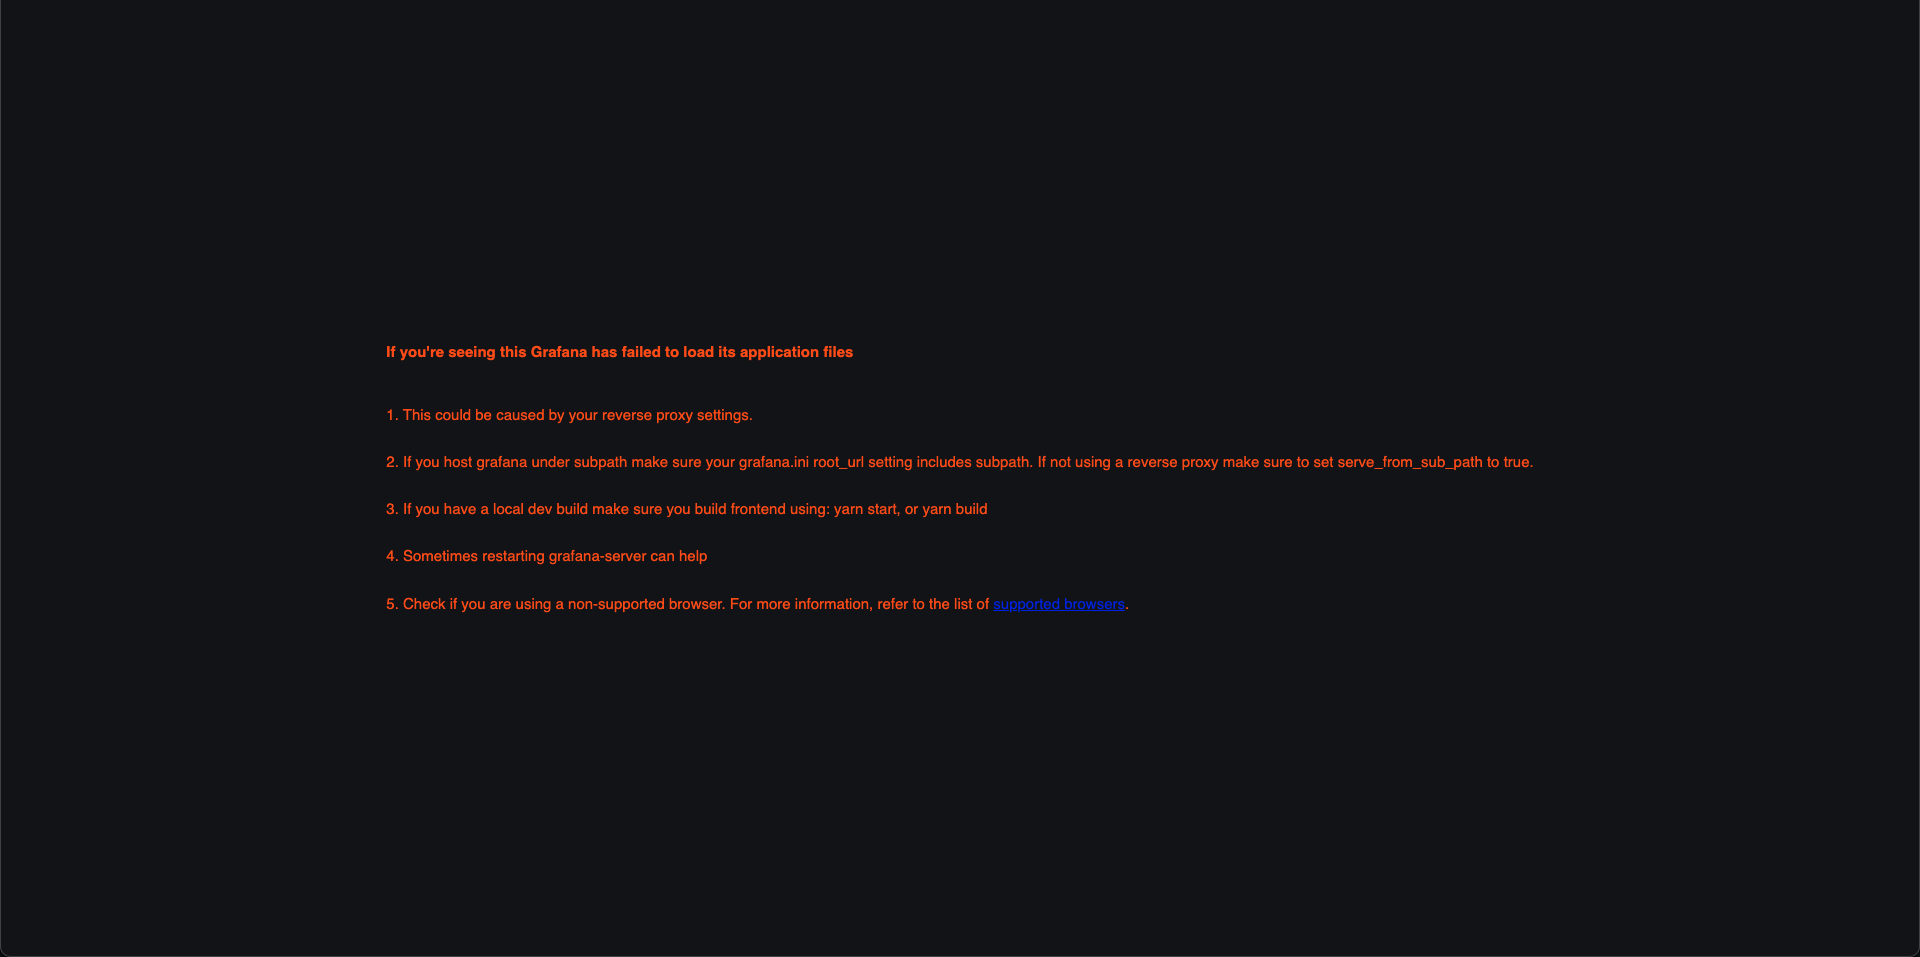 If you're seeing this Grafana has failed to load its application files
1. This could be caused by your reverse proxy settings.
2. If you host grafana under subpath make sure your grafana.ini root_url setting includes subpath. If not using a reverse proxy make sure to set serve_from_sub_path to true.
3. If you have a local dev build make sure you build frontend using: yarn start, or yarn build
4. Sometimes restarting grafana-server can help
5. Check if you are using a non-supported browser. For more information, refer to the list of supported browsers.